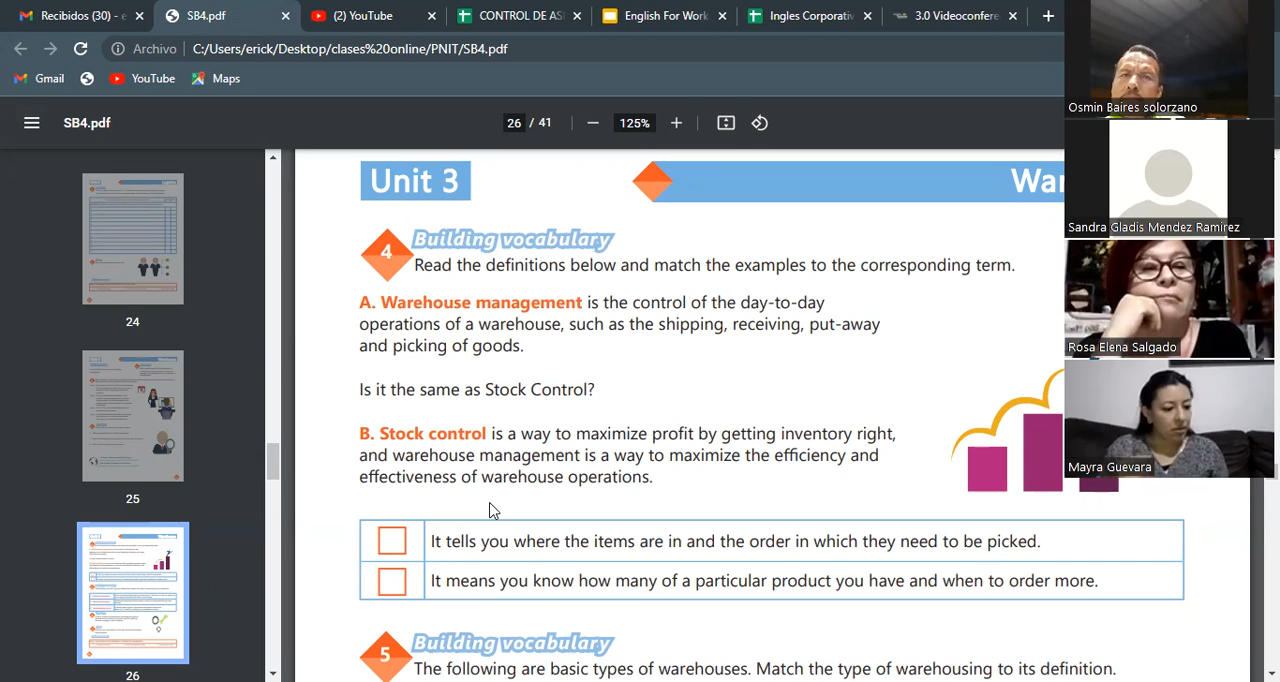 Recibidos (30) - e
SB4.pdf
(2) YouTube
CONTROL DE AS
English For Work
Ingles Corporativ
3.0 Videoconfere
Archivo
C:/Users/erick/Desktop/clases%20online/PNIT/SB4.pdf
Gmail
YouTube
Maps
SB4.pdf
26 / 41
125%
24
25
26
Unit 3
War
4
Building vocabulary
Read the definitions below and match the examples to the corresponding term.
A. Warehouse management is the control of the day-to-day
operations of a warehouse, such as the shipping, receiving, put-away
and picking of goods.
Is it the same as Stock Control?
B. Stock control is a way to maximize profit by getting inventory right,
and warehouse management is a way to maximize the efficiency and
effectiveness of warehouse operations.
It tells you where the items are in and the order in which they need to be picked.
It means you know how many of a particular product you have and when to order more.
5
Building vocabulary
The following are basic types of warehouses. Match the type of warehousing to its definition.
Osmin Baires solorzano
Sandra Gladis Mendez Ramirez
Rosa Elena Salgado
Mayra Guevara